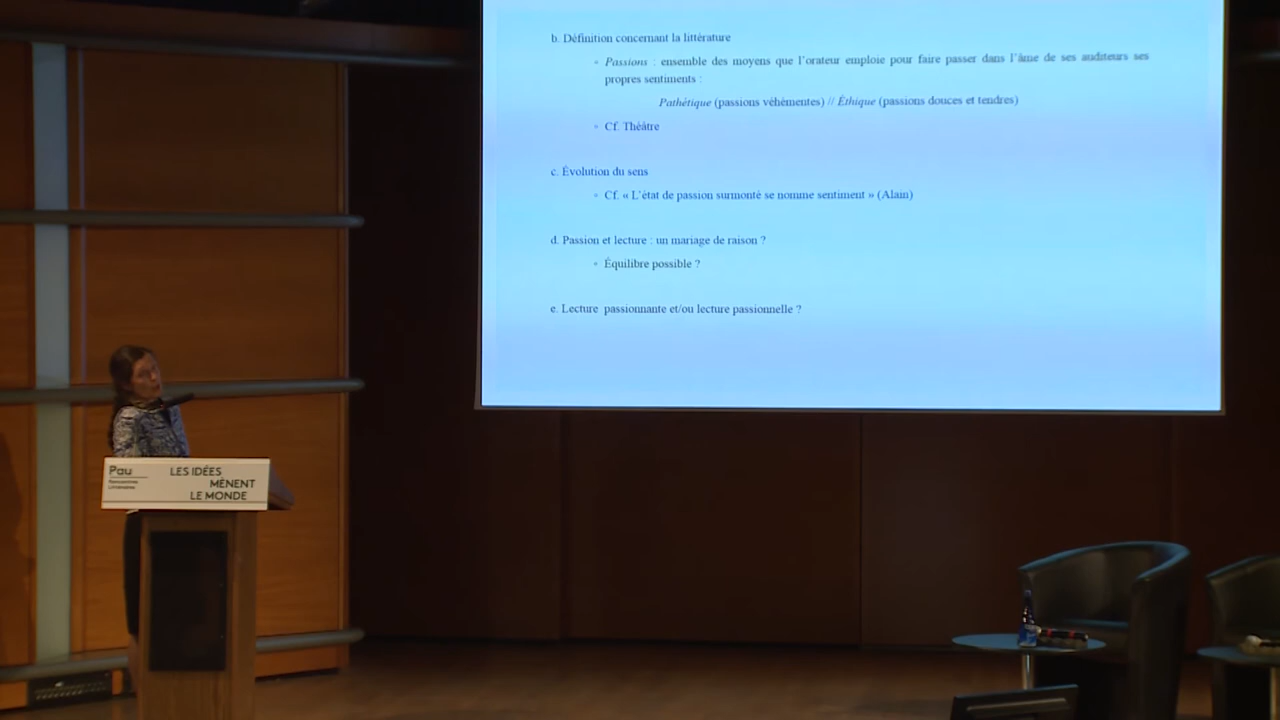 b. Définition concernant la littérature
Passions : ensemble des moyens que l'orateur emploie pour faire passer dans l'âme de ses auditeurs ses
propres sentiments :
Pathétique (passions véhémentes) // Éthique (passions douces et tendres)
Cf. Théâtre
c. Évolution du sens
Cf. « L'état de passion surmonté se nomme sentiment » (Alain)
d. Passion et lecture : un mariage de raison ?
Équilibre possible ?
e. Lecture passionnante et/ou lecture passionnelle ?
Pau
Rencontres
Littéraires
LES IDÉES
MÈNENT
LE MONDE